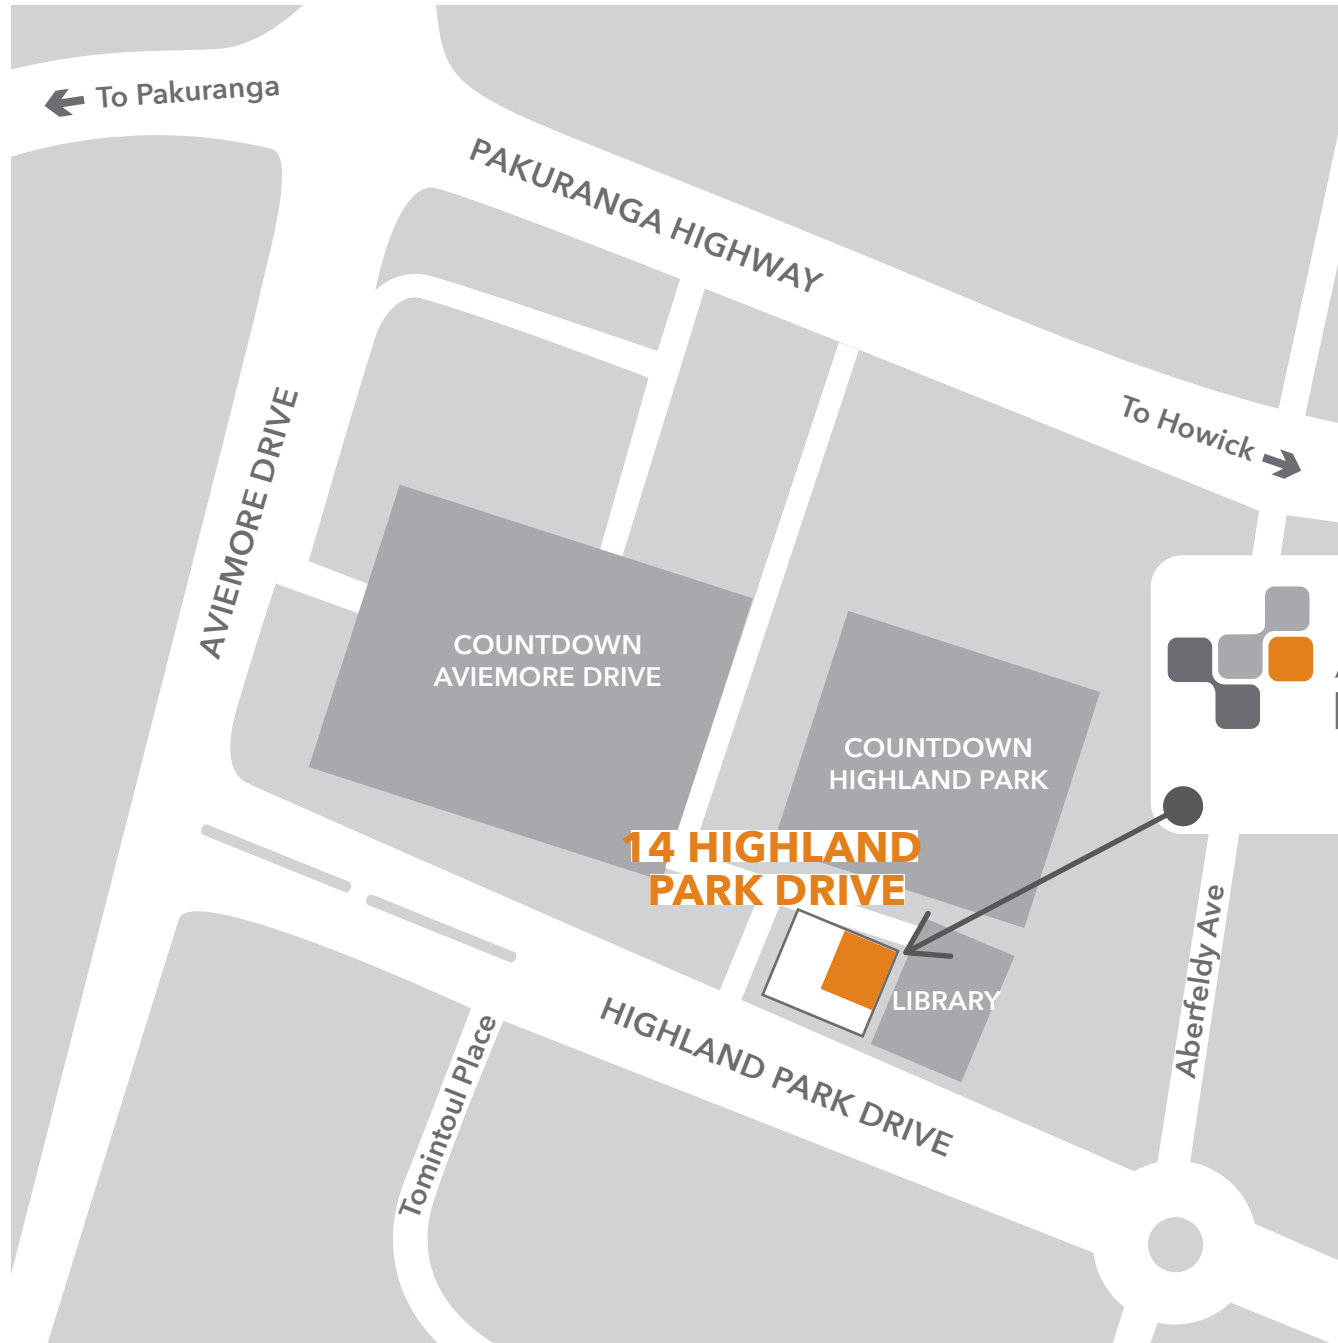 To Pakuranga
PAKURANGA HIGHWAY
To Howick
AVIEMORE DRIVE
COUNTDOWN
AVIEMORE DRIVE
COUNTDOWN
HIGHLAND PARK
14 HIGHLAND
PARK DRIVE
LIBRARY
Aberfeldy Ave
HIGHLAND PARK DRIVE
Tomintoul Place